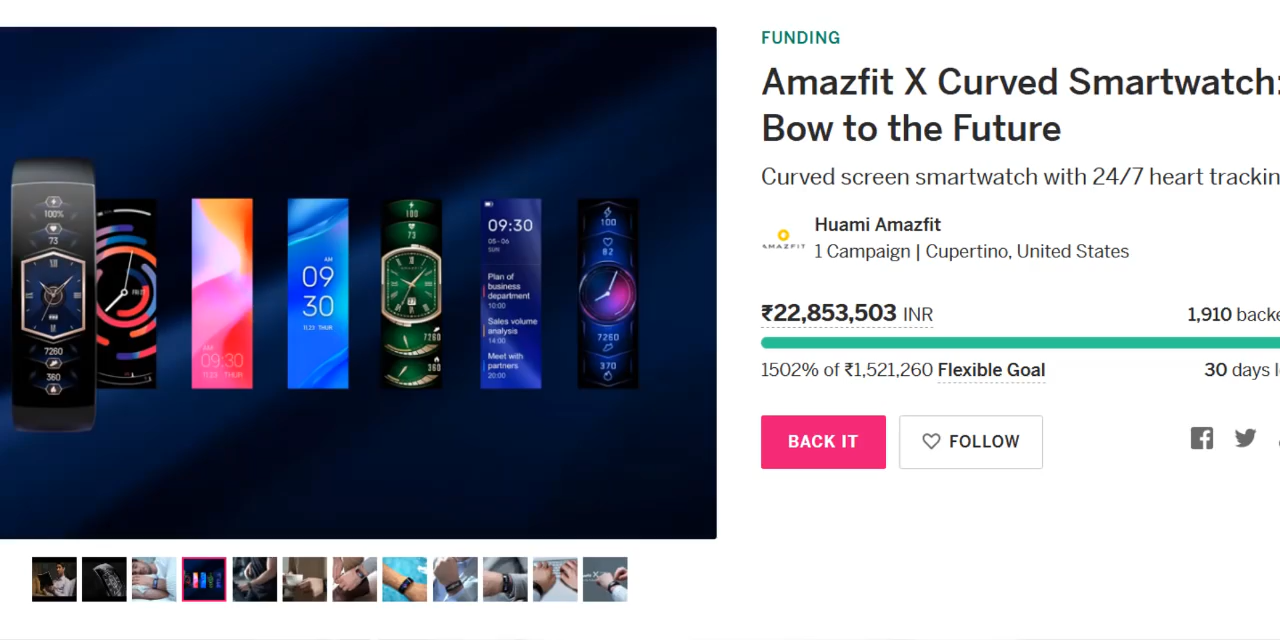 FUNDING
Amazfit X Curved Smartwatch:
Bow to the Future
Curved screen smartwatch with 24/7 heart trackin
Huami Amazfit
AMAZFIT
1 Campaign | Cupertino, United States
₹22,853,503 INR
1,910 backe
1502% of ₹1,521,260 Flexible Goal
30 days l
BACK IT
FOLLOW
100%
73
7260
360
FRI
AM
09:30
11.23 THUR
AM
09
30
11.23 THUR
100
73
7260
360
09:30
05-06
SUN
Plan of
business
department
10:00
Sales volume
analysis
14:00
Meet with
partners
20:00
100
82
7260
370